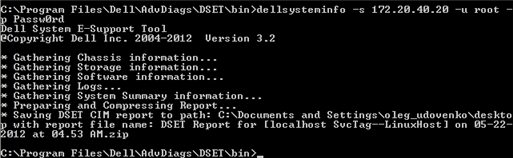 C:\Program Files\Dell\AdvDiags\DSET\bin>dellsysteminfo -s 172.20.40.20 -u root -
p Passw0rd
Dell System E-Support Tool
@Copyright Dell Inc. 2004-2012  Version 3.2
* Gathering Chassis information...
* Gathering Storage information...
* Gathering Software information...
* Gathering Logs...
* Gathering System Summary information...
* Preparing and Compressing Report...
* Saving DSET CIM report to path: C:\Documents and Settings\oleg_udovenko\deskto
p with report file name: DSET Report for [localhost SvcTag--LinuxHost] on 05-22-
2012 at 04.53 AM.zip
C:\Program Files\Dell\AdvDiags\DSET\bin>_